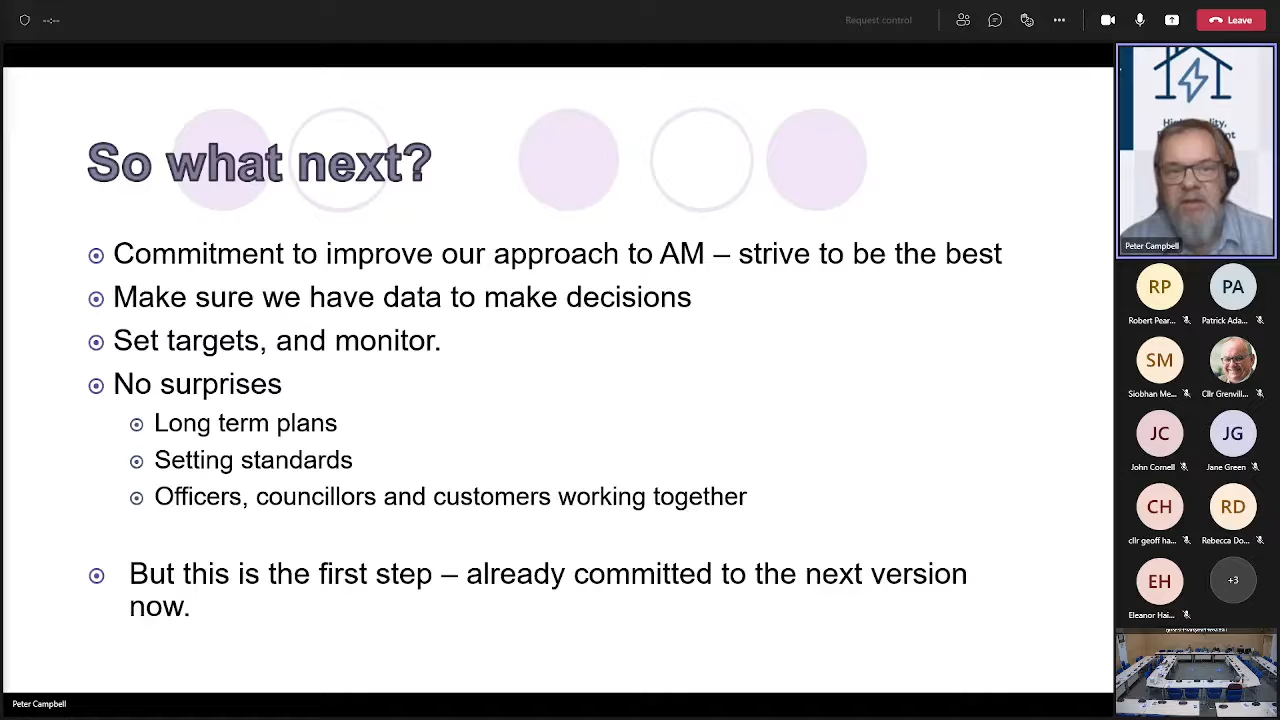 --:--
Request control
Leave
So what next?
Commitment to improve our approach to AM – strive to be the best
Make sure we have data to make decisions
Set targets, and monitor.
No surprises
Long term plans
Setting standards
Officers, councillors and customers working together
But this is the first step – already committed to the next version
now.
Peter Campbell
Peter Campbell
RP
PA
Robert Pear...
Patrick Ada...
SM
Siobhan Me...
Cllr Grenvill...
JC
JG
John Cornell
Jane Green
CH
RD
cllr geoff ha...
Rebecca Do...
EH
+3
Eleanor Hai...